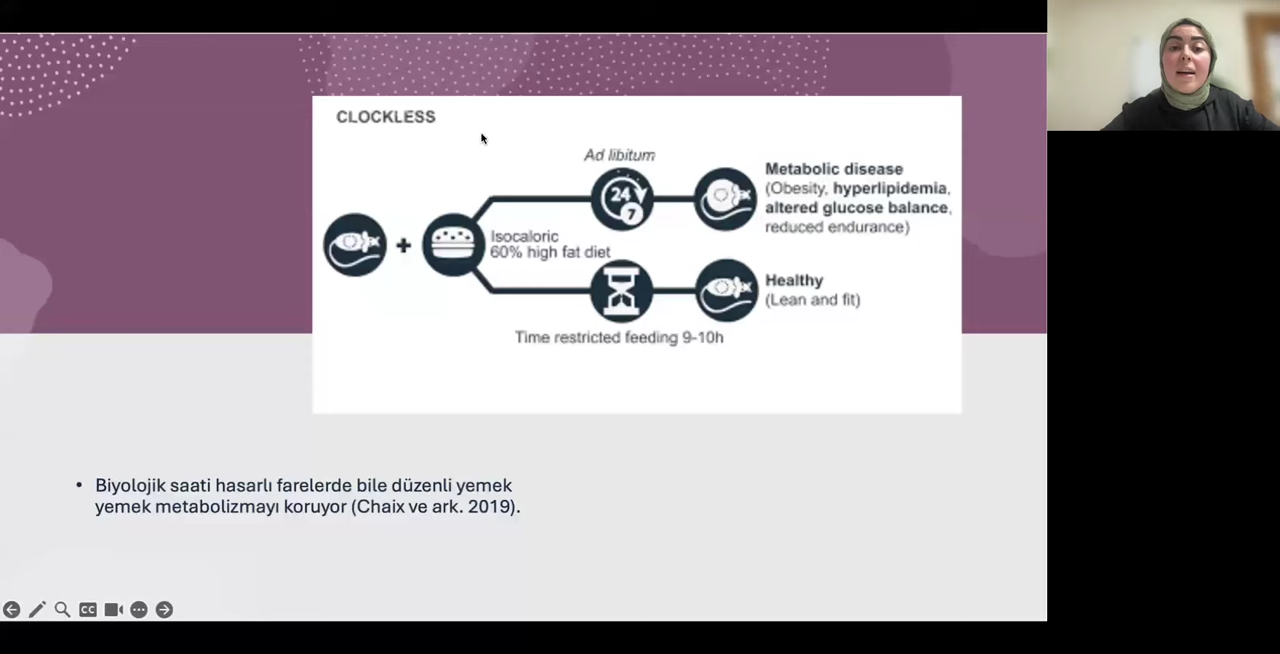 CLOCKLESS
Ad libitum
24
7
Metabolic disease
(Obesity, hyperlipidemia,
altered glucose balance,
reduced endurance)
Isocaloric
60% high fat diet
Healthy
(Lean and fit)
Time restricted feeding 9-10h
• Biyolojik saati hasarlı farelerde bile düzenli yemek
yemek metabolizmayı koruyor (Chaix ve ark. 2019).
CC